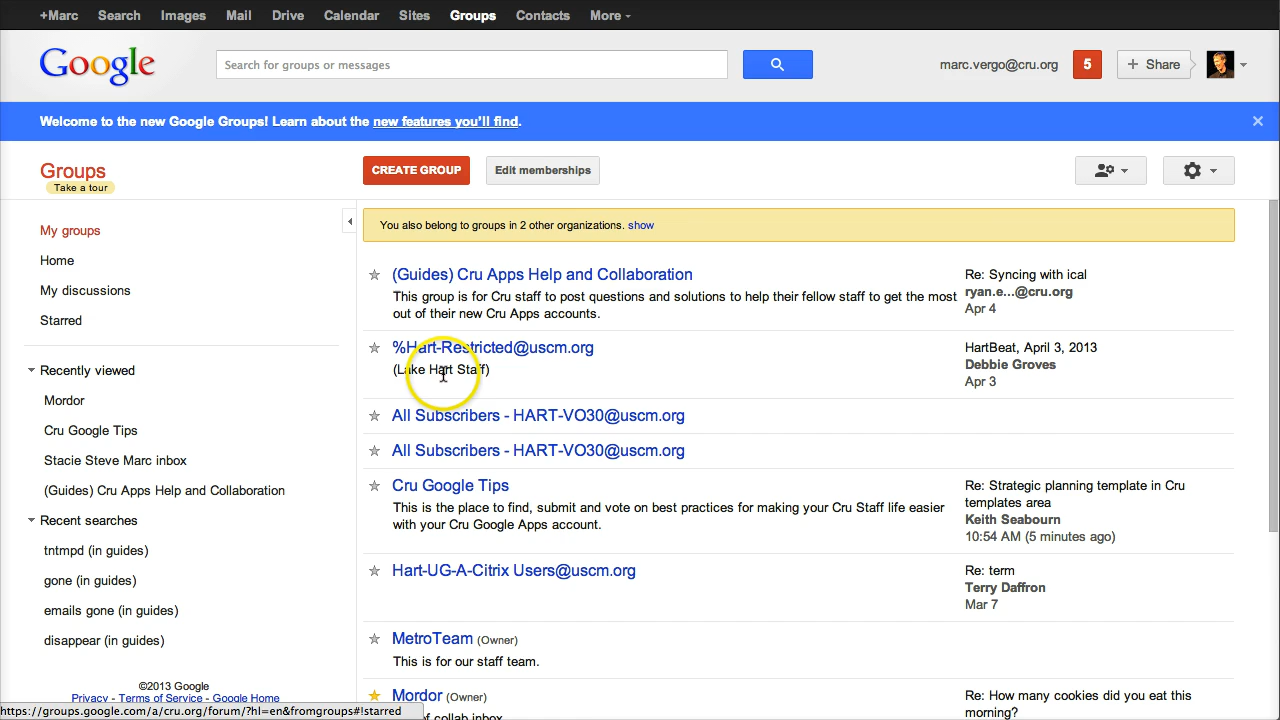 +Marc Search Images Mail Drive Calendar Sites Groups Contacts More
Google
Search for groups or messages
marc.vergo@cru.org
5
+ Share
Welcome to the new Google Groups! Learn about the new features you'll find.
Groups
Take a tour
CREATE GROUP
Edit memberships
My groups
Home
My discussions
Starred
Recently viewed
Mordor
Cru Google Tips
Stacie Steve Marc inbox
(Guides) Cru Apps Help and Collaboration
Recent searches
tntmpd (in guides)
gone (in guides)
emails gone (in guides)
disappear (in guides)
©2013 Google
Privacy - Terms of Service - Google Home
https://groups.google.com/a/cru.org/forum/?hl=en&fromgroups#!starred
You also belong to groups in 2 other organizations. show
(Guides) Cru Apps Help and Collaboration
This group is for Cru staff to post questions and solutions to help their fellow staff to get the most
out of their new Cru Apps accounts.
Re: Syncing with ical
ryan.e...@cru.org
Apr 4
%Hart-Restricted@uscm.org
(Lake Hart Staff)
HartBeat, April 3, 2013
Debbie Groves
Apr 3
All Subscribers - HART-VO30@uscm.org
All Subscribers - HART-VO30@uscm.org
Cru Google Tips
This is the place to find, submit and vote on best practices for making your Cru Staff life easier
with your Cru Google Apps account.
Re: Strategic planning template in Cru
templates area
Keith Seabourn
10:54 AM (5 minutes ago)
Hart-UG-A-Citrix Users@uscm.org
Re: term
Terry Daffron
Mar 7
MetroTeam (Owner)
This is for our staff team.
Mordor (Owner)
of collab inbox
Re: How many cookies did you eat this
morning?